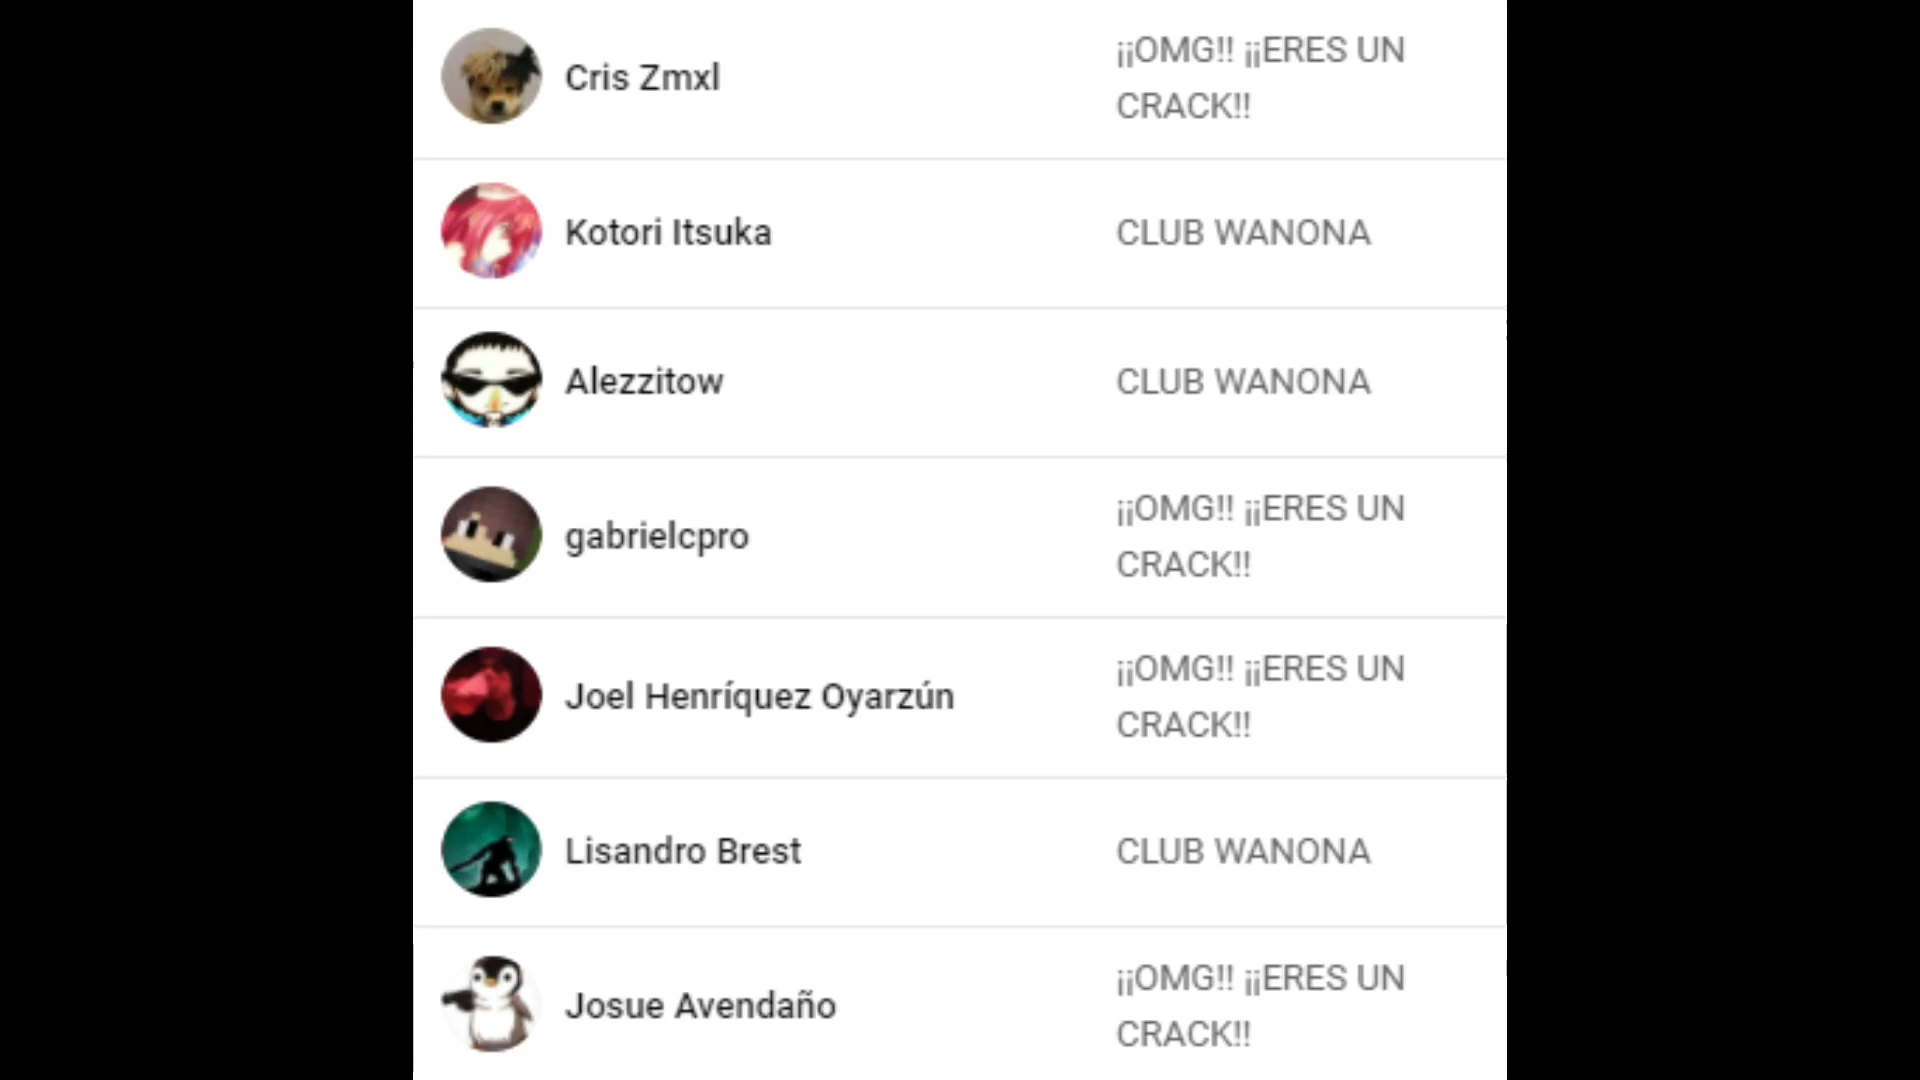 Cris Zmxl
¡¡OMG!! ¡¡ERES UN
CRACK!!
Kotori Itsuka
CLUB WANONA
Alezzitow
CLUB WANONA
gabrielcpro
¡¡OMG!! ¡¡ERES UN
CRACK!!
Joel Henríquez Oyarzún
¡¡OMG!! ¡¡ERES UN
CRACK!!
Lisandro Brest
CLUB WANONA
Josue Avendaño
¡¡OMG!! ¡¡ERES UN
CRACK!!